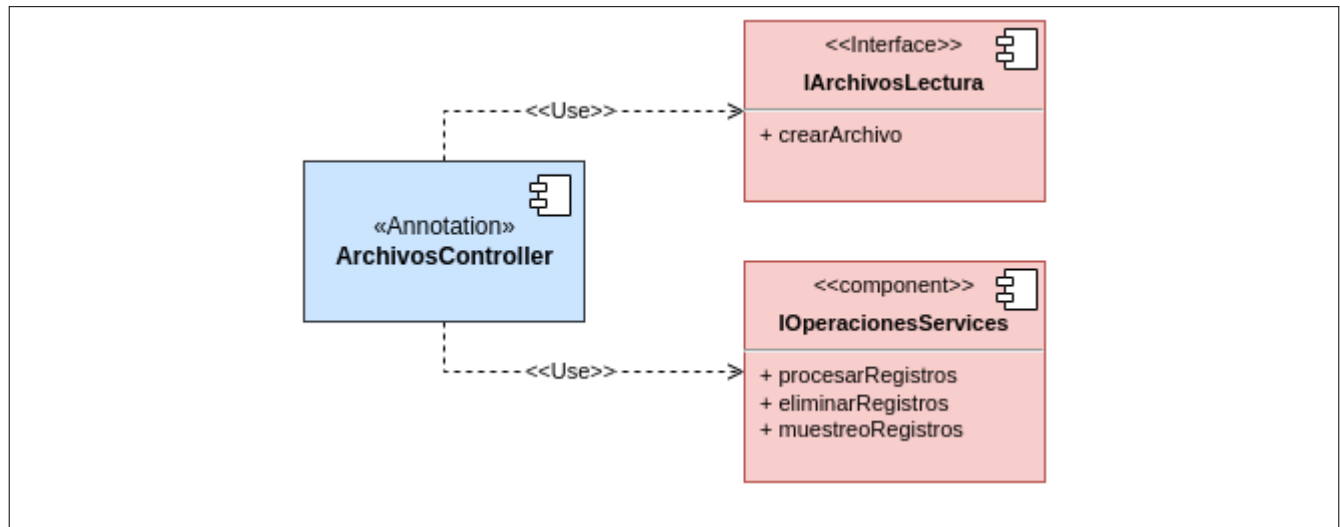 <<Interface>>
IArchivosLectura
+ crearArchivo
<<Use>>
«Annotation»
ArchivosController
<<Use>>
<<component>>
IOperacionesServices
+ procesarRegistros
+ eliminarRegistros
+ muestreoRegistros